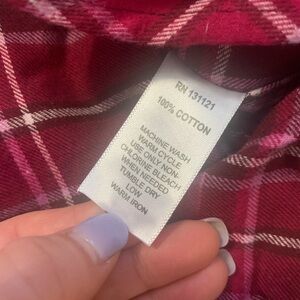 RN 131121
100% COTTON
MACHINE WASH
WARM CYCLE
USE ONLY NON-
CHLORINE BLEACH
WHEN NEEDED
TUMBLE DRY
LOW
WARM IRON